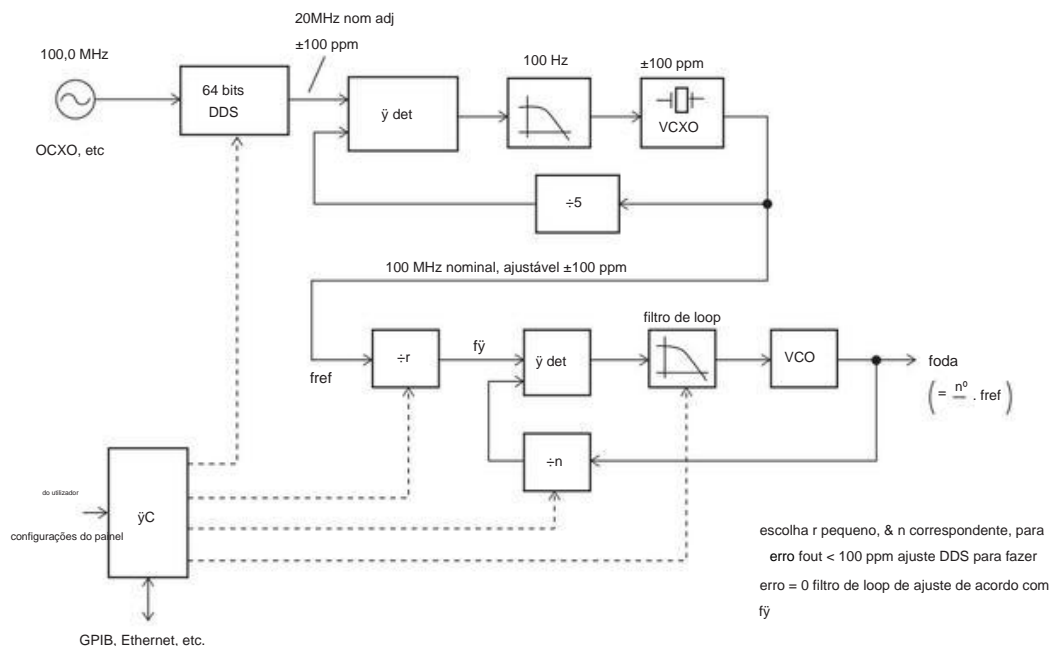 20MHz nom adj
±100 ppm
100,0 MHz
64 bits
DDS
OCXO, etc
ÿ det
100 Hz
±100 ppm
VCXO
÷5
100 MHz nominal, ajustável ±100 ppm
fref
÷r
fÿ
ÿ det
filtro de loop
VCO
foda
(= nº . fref)
÷n
do utilizador
configurações do painel
ÿC
GPIB, Ethernet, etc.
escolha r pequeno, & n correspondente, para
erro fout < 100 ppm ajuste DDS para fazer
erro = 0 filtro de loop de ajuste de acordo com
fÿ